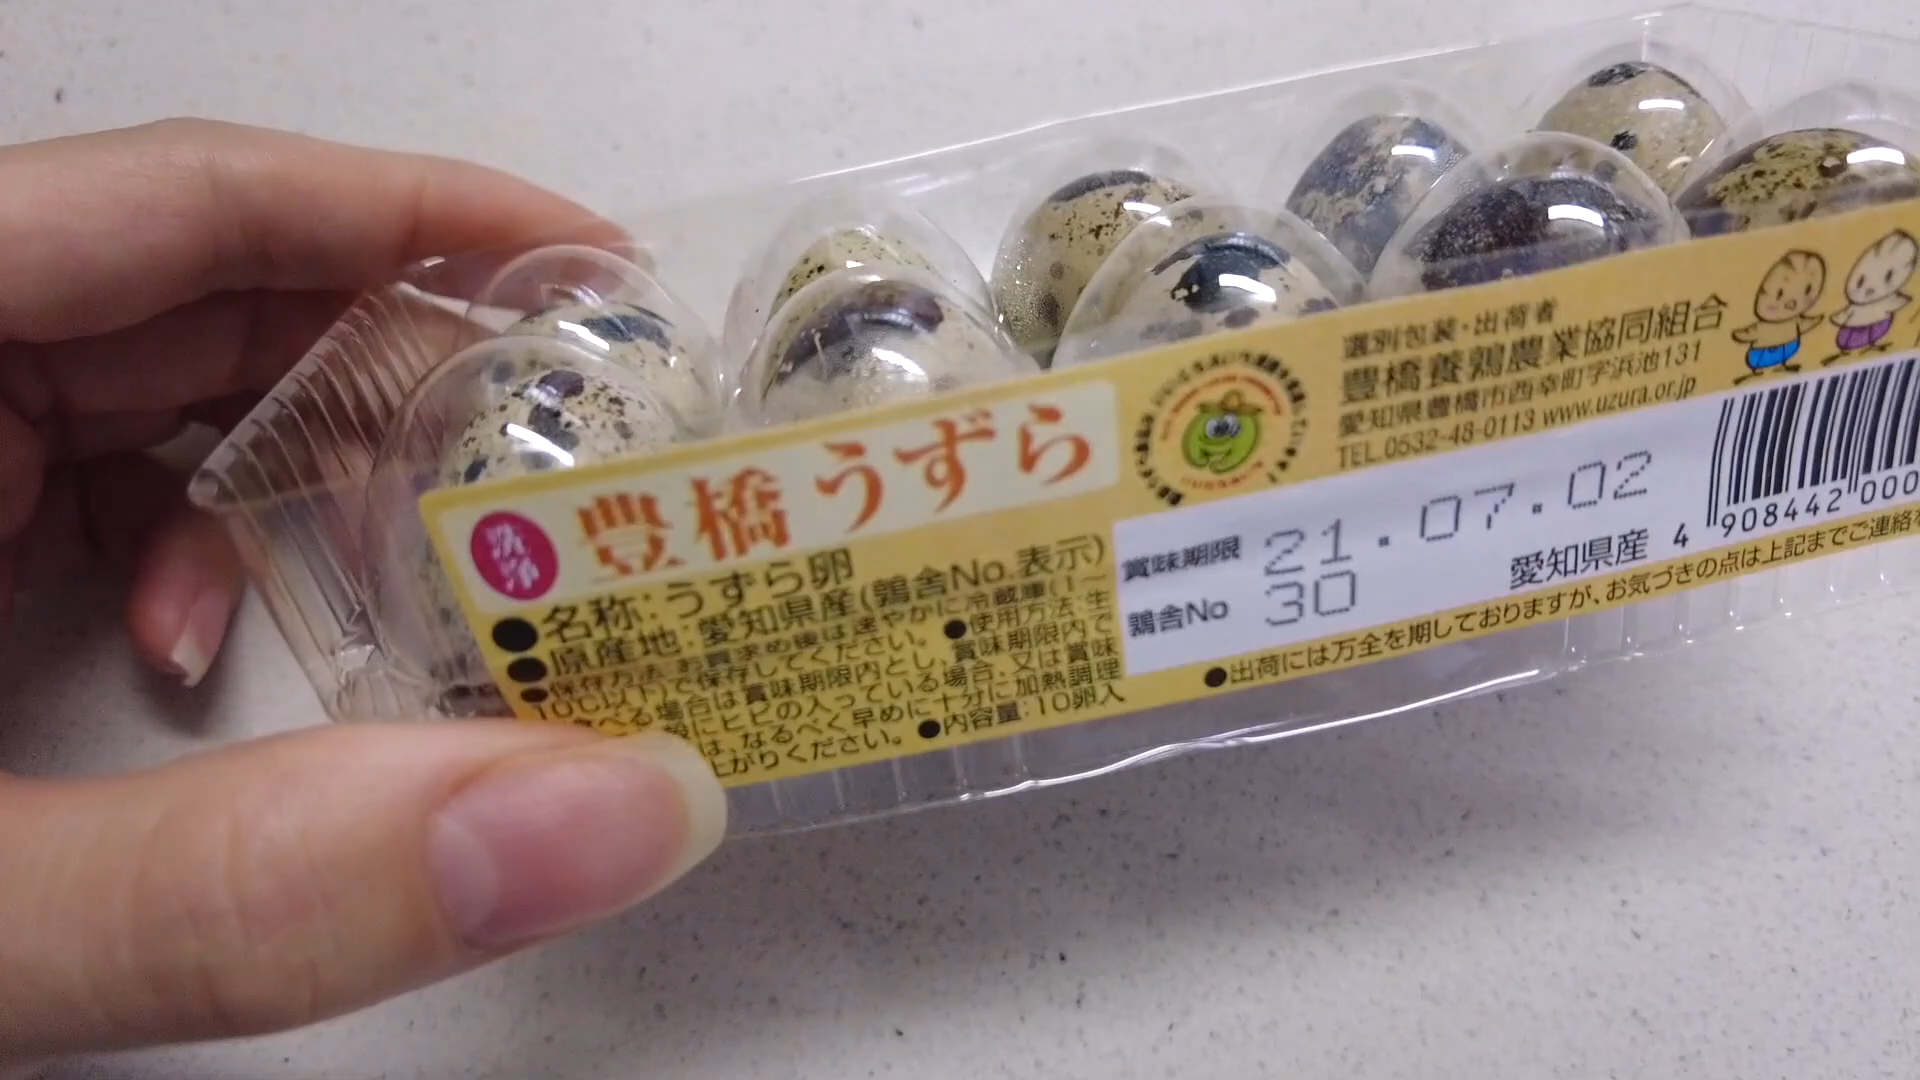 洗浄
豊橋うずら
●名称:うずら卵
●原産地:愛知県産(鶉舎No.表示)
●保存方法:お買求め後は速やかに冷蔵庫(1〜
10℃以下)で保存してください。●使用方法:生
食べる場合は賞味期限内とし、賞味期限内で
殻にヒビの入っている場合、又は賞味
は、なるべく早めに十分に加熱調理
上がりください。●内容量:10卵入
選別包装・出荷者
豊橋養鶉農業協同組合
愛知県豊橋市西幸町字浜池131
TEL.0532-48-0113 www.uzura.or.jp
賞味期限 21.07.02
鶉舎No 30
愛知県産
4 908442 000
●出荷には万全を期しておりますが、お気づきの点は上記までご連絡